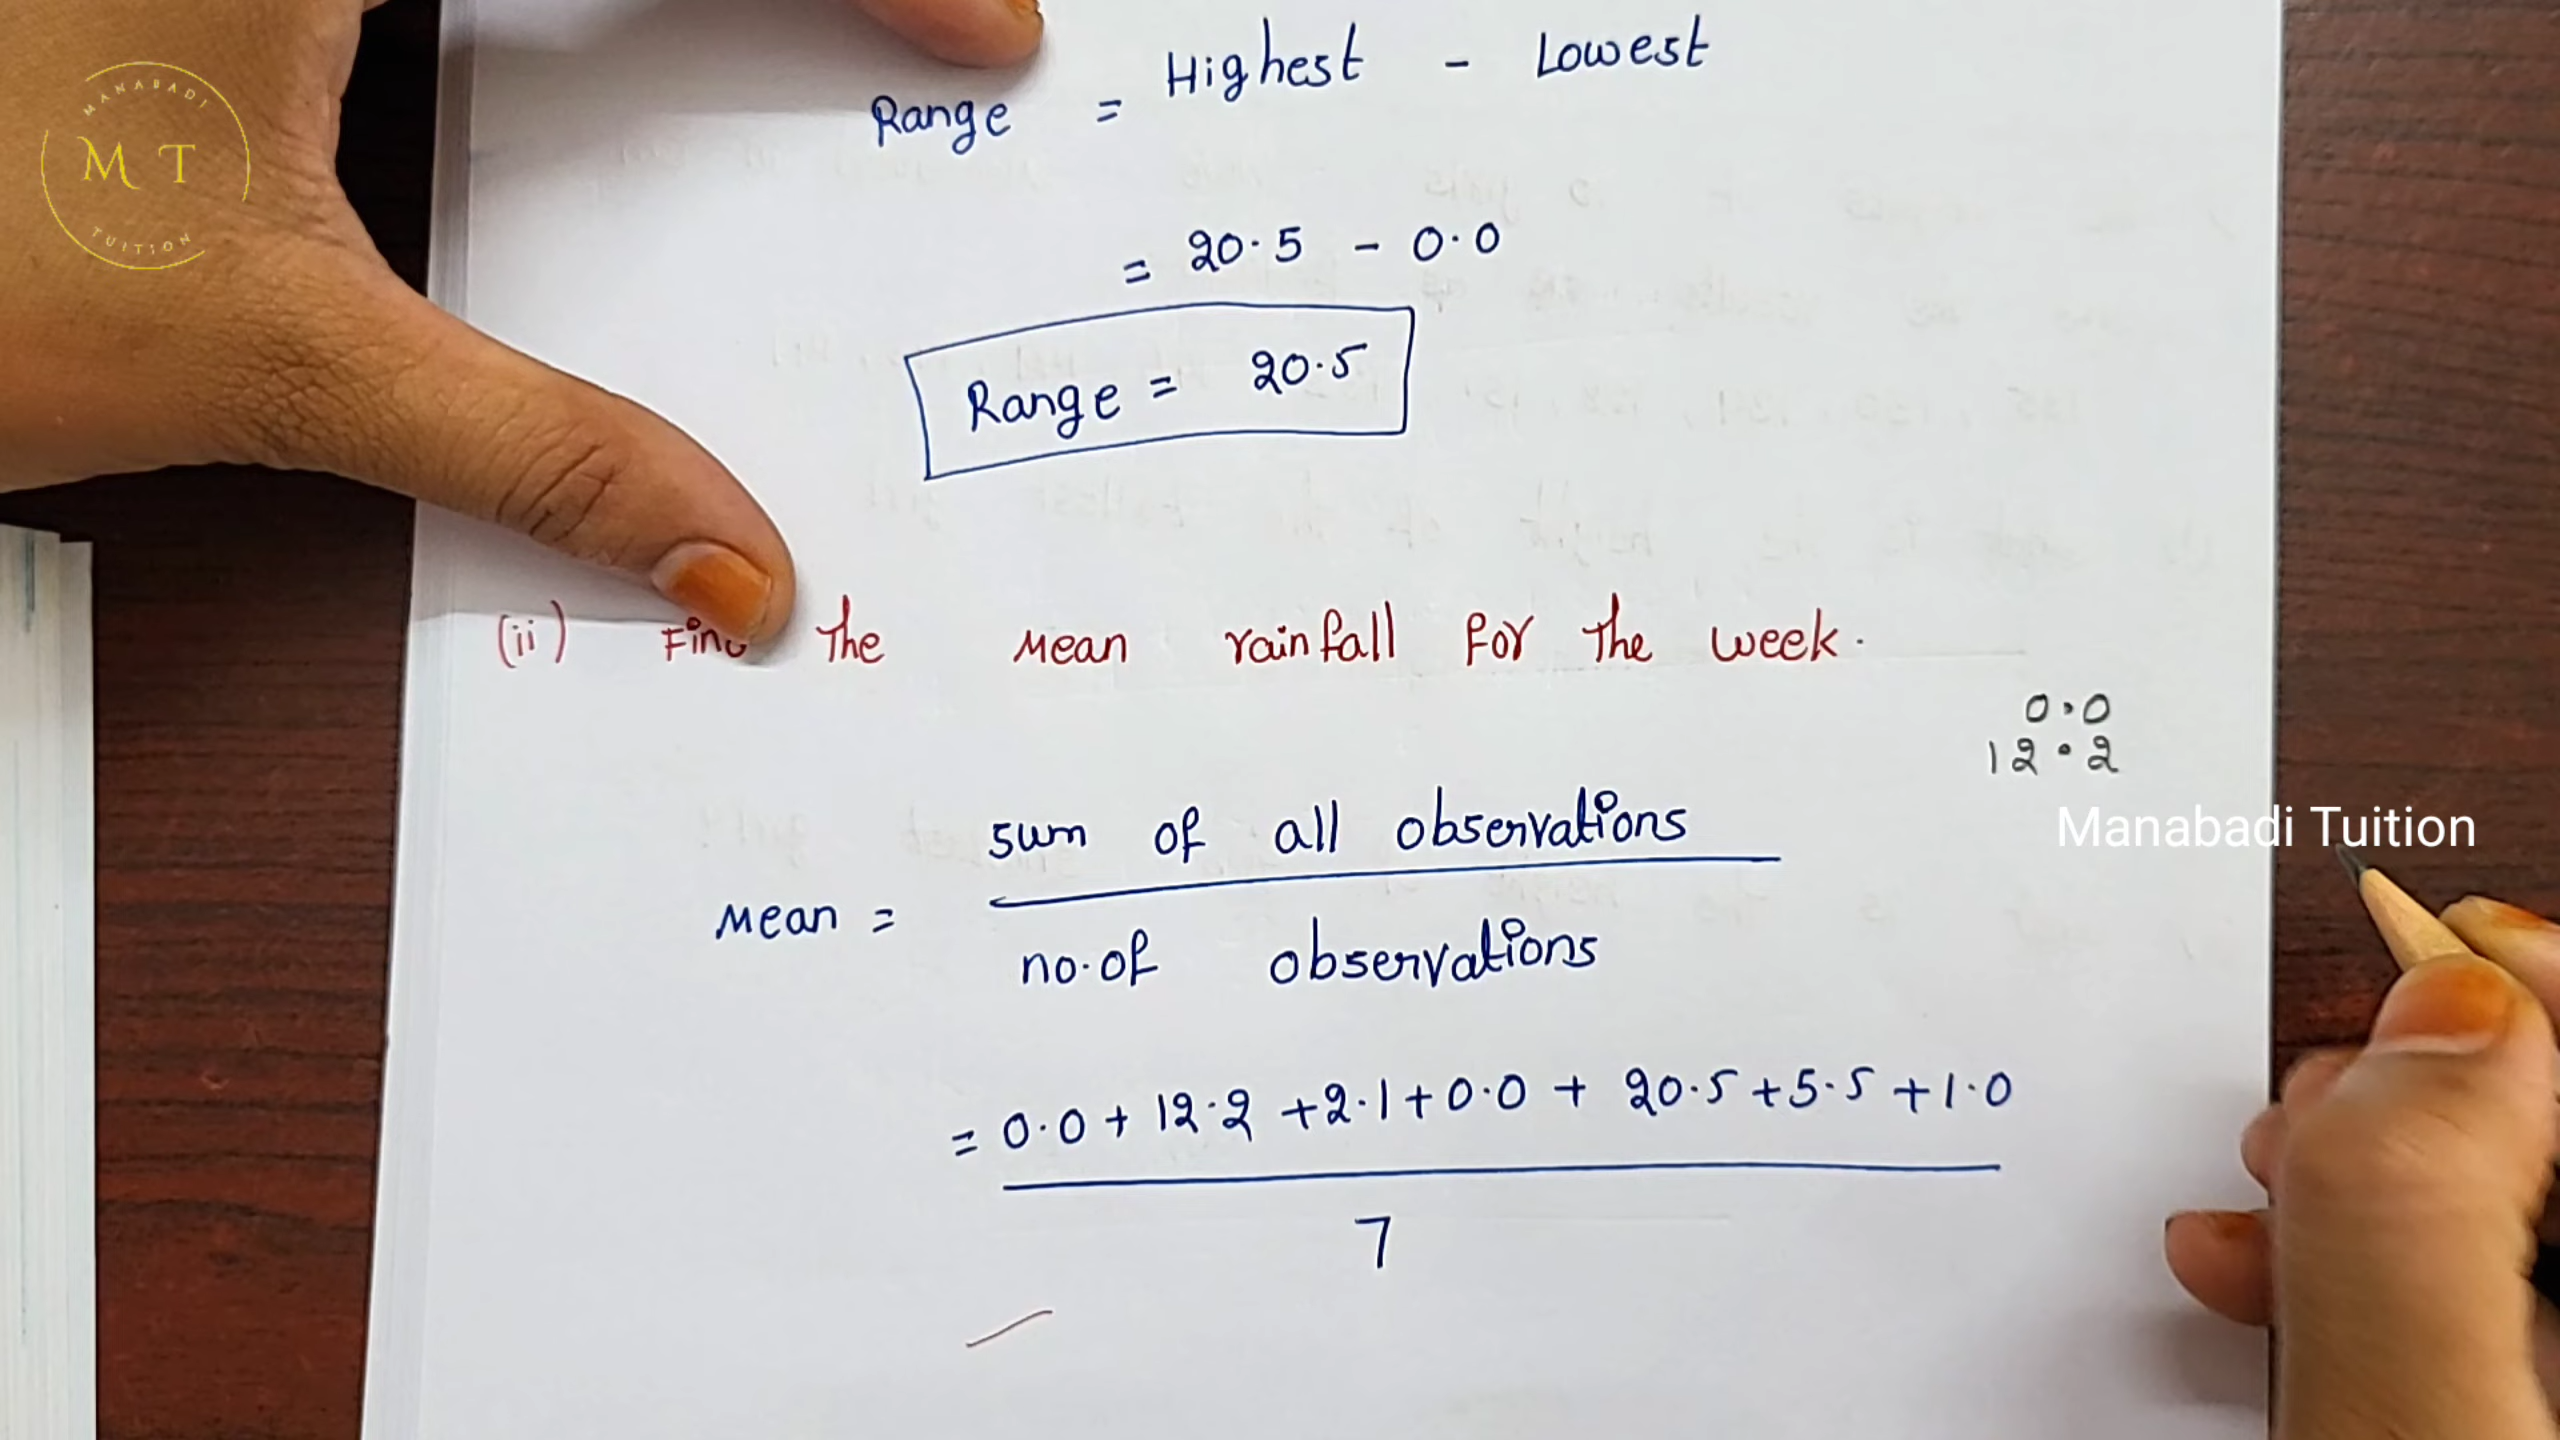 MANABADI
MT
TUITION
Range = Highest - Lowest
= 20.5 - 0.0
Range = 20.5
(ii) Find the Mean rainfall for the week.
0.0
12.2
Manabadi Tuition
Mean = sum of all observations
no.of observations
= 0.0 + 12.2 + 2.1 + 0.0 + 20.5 + 5.5 + 1.0
7